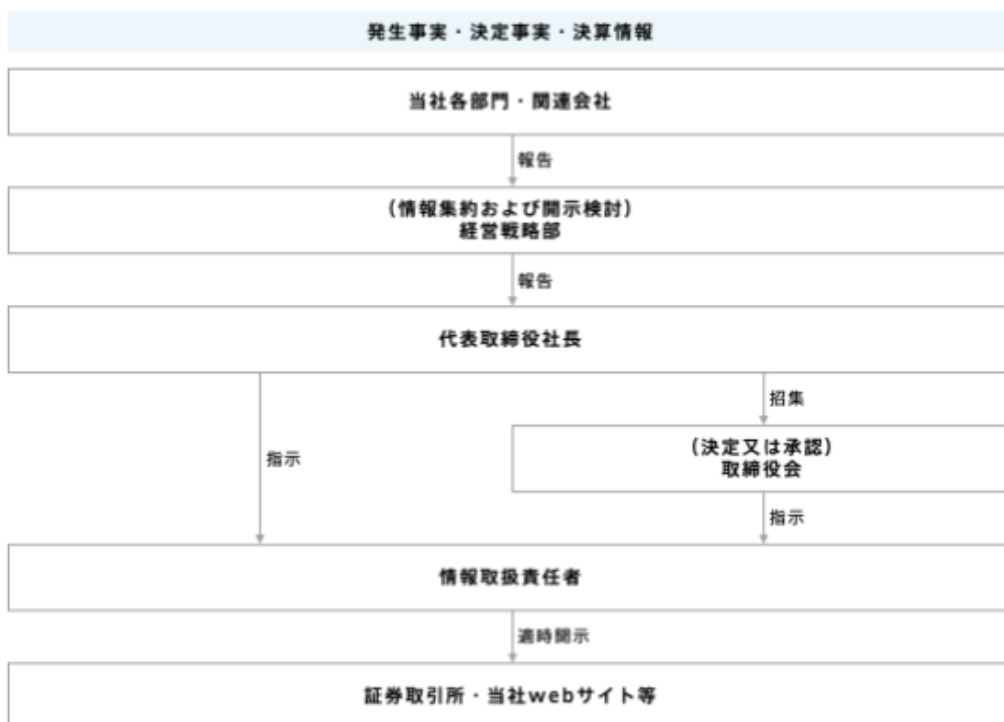 発生事実・決定事実・決算情報
当社各部門・関連会社
報告
（情報集約および開示検討）
経営戦略部
報告
代表取締役社長
招集
指示
（決定又は承認）
取締役会
指示
情報取扱責任者
適時開示
証券取引所・当社webサイト等